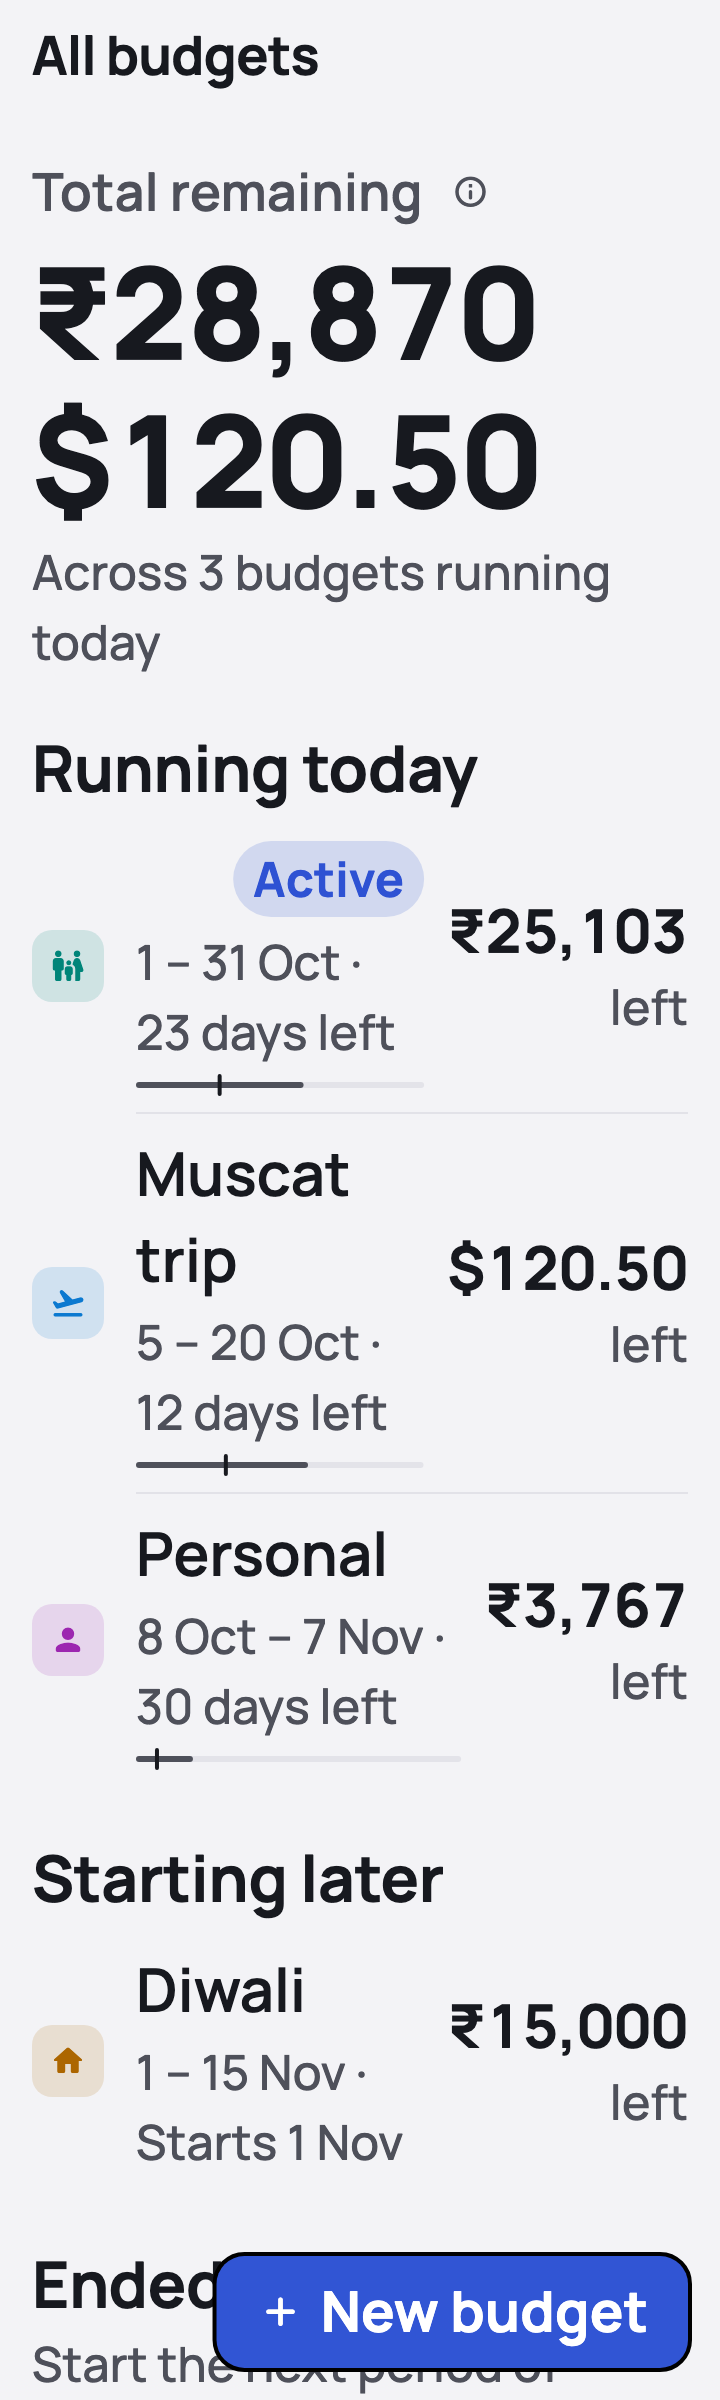 All budgets
Total remaining
₹28,870
$120.50
Across 3 budgets running
today
Running today
Active
1 – 31 Oct ·
23 days left
₹25,103
left
Muscat
trip
5 – 20 Oct ·
12 days left
$120.50
left
Personal
8 Oct – 7 Nov ·
30 days left
₹3,767
left
Starting later
Diwali
1 – 15 Nov ·
Starts 1 Nov
₹15,000
left
Ended
+ New budget
Start the next period of